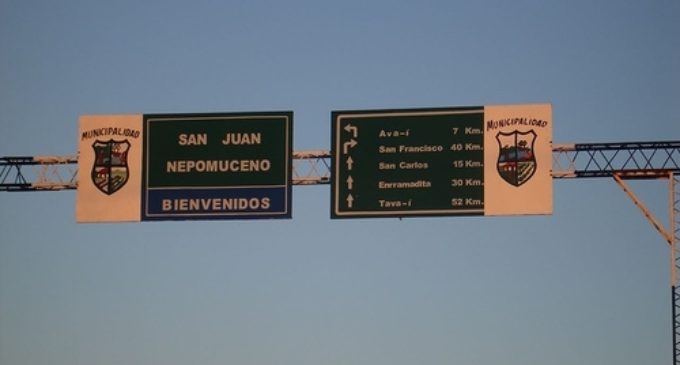 MUNICIPALIDAD
SAN JUAN
NEPOMUCENO
BIENVENIDOS
Ava-í 7 Km.
San Francisco 40 Km.
San Carlos 15 Km.
Enrramadita 30 Km.
Tava-í 52 Km.
MUNICIPALIDAD